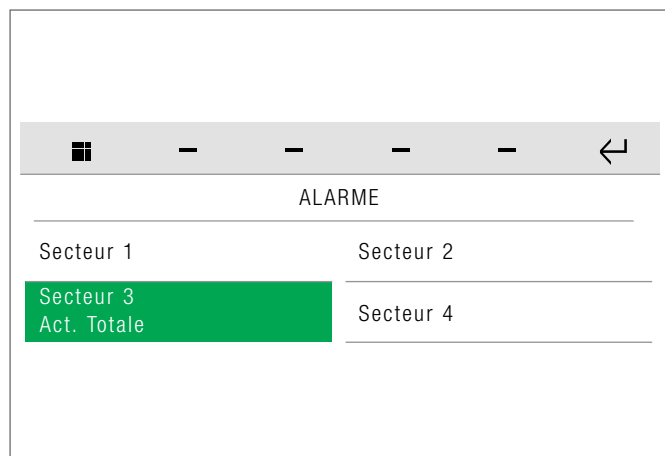 ALARME
Secteur 1
Secteur 2
Secteur 3
Act. Totale
Secteur 4